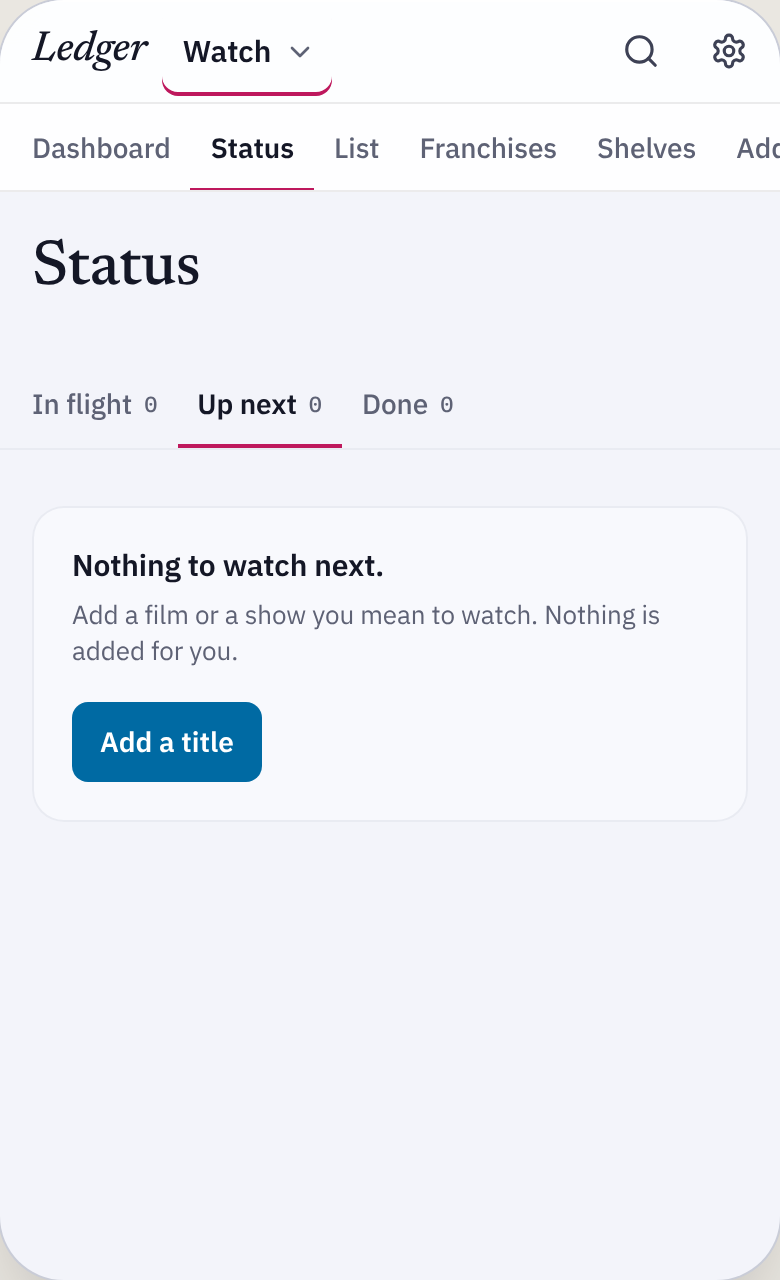 Ledger Watch
Dashboard Status List Franchises Shelves
Status
In flight 0 Up next 0 Done 0
Nothing to watch next.
Add a film or a show you mean to watch. Nothing is
added for you.
Add a title